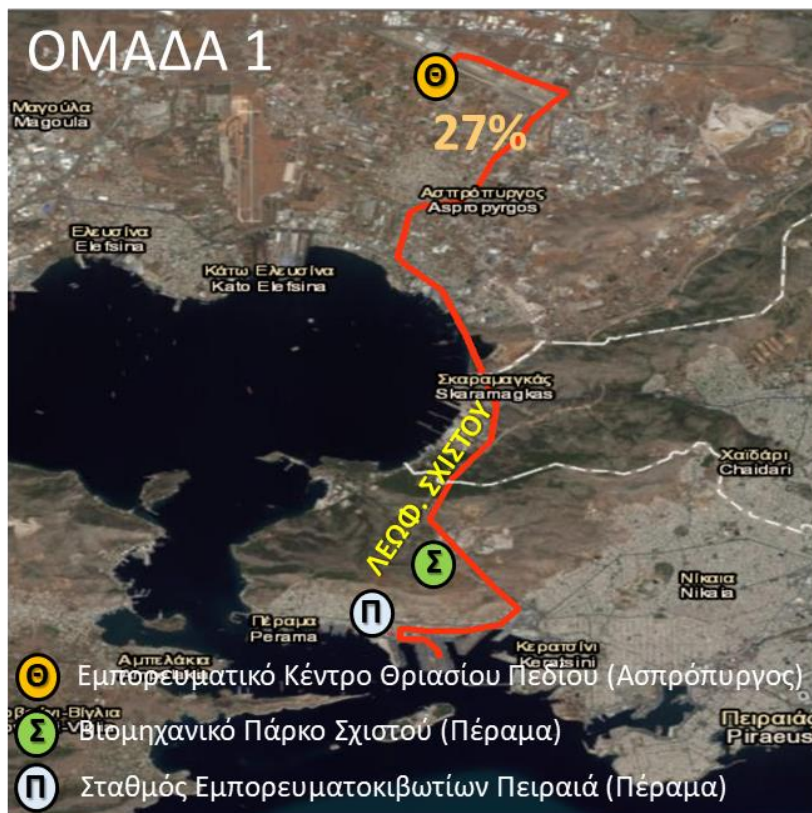 ΟΜΑΔΑ 1
Θ
27%
Μαγούλα
Magoula
Ασπρόπυργος
Aspropyrgos
Ελευσίνα
Elefsina
Κάτω Ελευσίνα
Kato Elefsina
Σκαραμαγκάς
Skaramagkas
ΛΕΩΦ. ΣΧΙΣΤΟΥ
Χαϊδάρι
Chaidari
Σ
Νίκαια
Nikaia
Π
Πέραμα
Perama
Κερατσίνι
Keratsini
Αμπελάκια
Θ Εμπορευματικό Κέντρο Θριασίου Πεδίου (Ασπρόπυργος)
Πειραιάς
Piraeus
Σ Βιομηχανικό Πάρκο Σχιστού (Πέραμα)
Π Σταθμός Εμπορευματοκιβωτίων Πειραιά (Πέραμα)